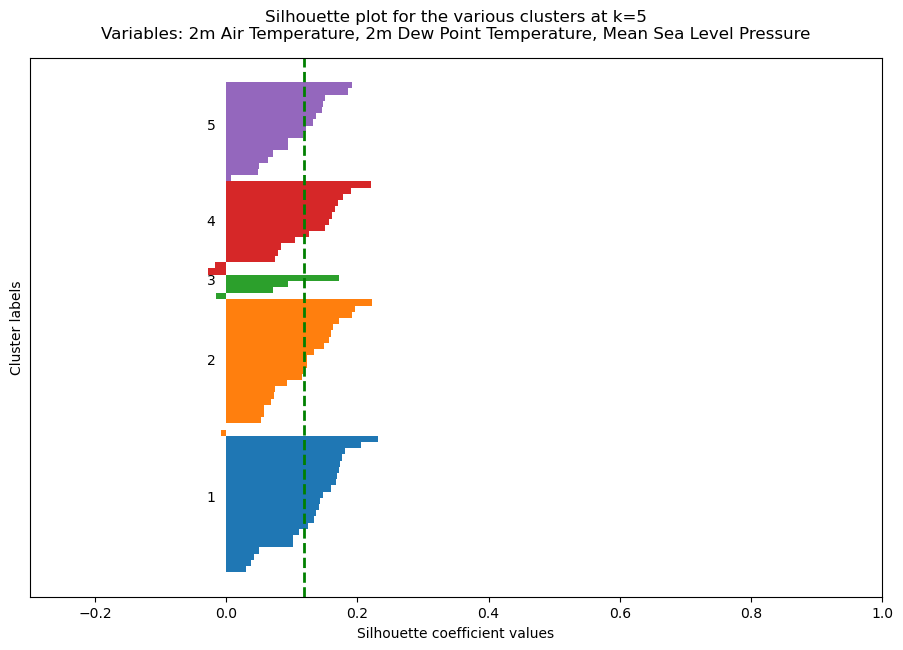 Silhouette plot for the various clusters at k=5
Variables: 2m Air Temperature, 2m Dew Point Temperature, Mean Sea Level Pressure
Cluster labels
5
4
3
2
1
−0.2 0.0 0.2 0.4 0.6 0.8 1.0
Silhouette coefficient values